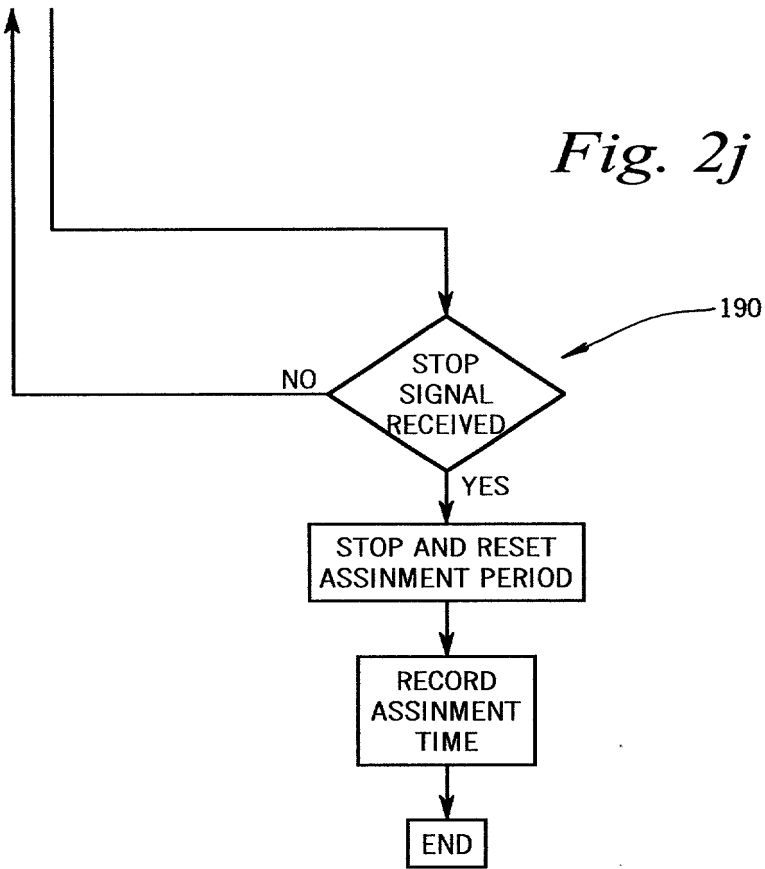 Fig. 2j
190
STOP
SIGNAL
RECEIVED
NO
YES
STOP AND RESET
ASSINMENT PERIOD
RECORD
ASSINMENT
TIME
END